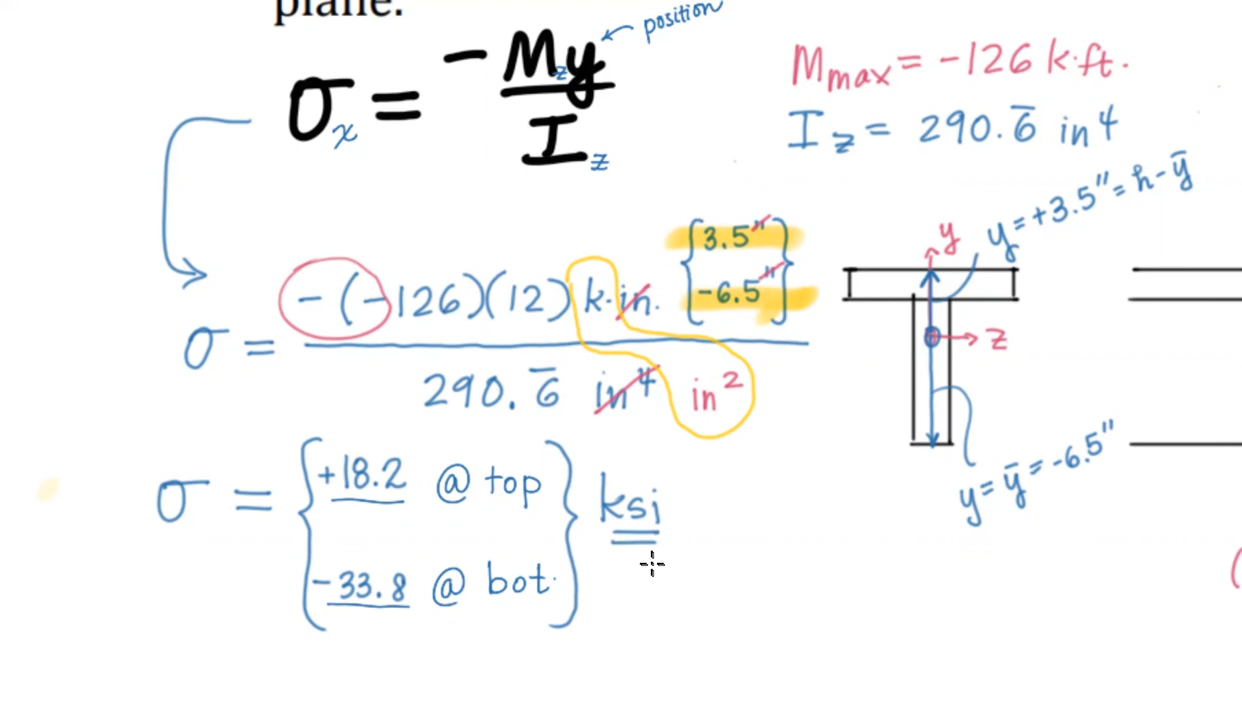 plane.
σx = -Mzy / Iz
← position
Mmax = -126 k·ft.
Iz = 290.6̅ in⁴
y = +3.5" = h - y̅
σ = -(-126)(12) k·in. {3.5" -6.5"} / 290.6̅ in⁴ in²
y
z
y = y̅ = -6.5"
σ = {+18.2 @ top
-33.8 @ bot.} ksi